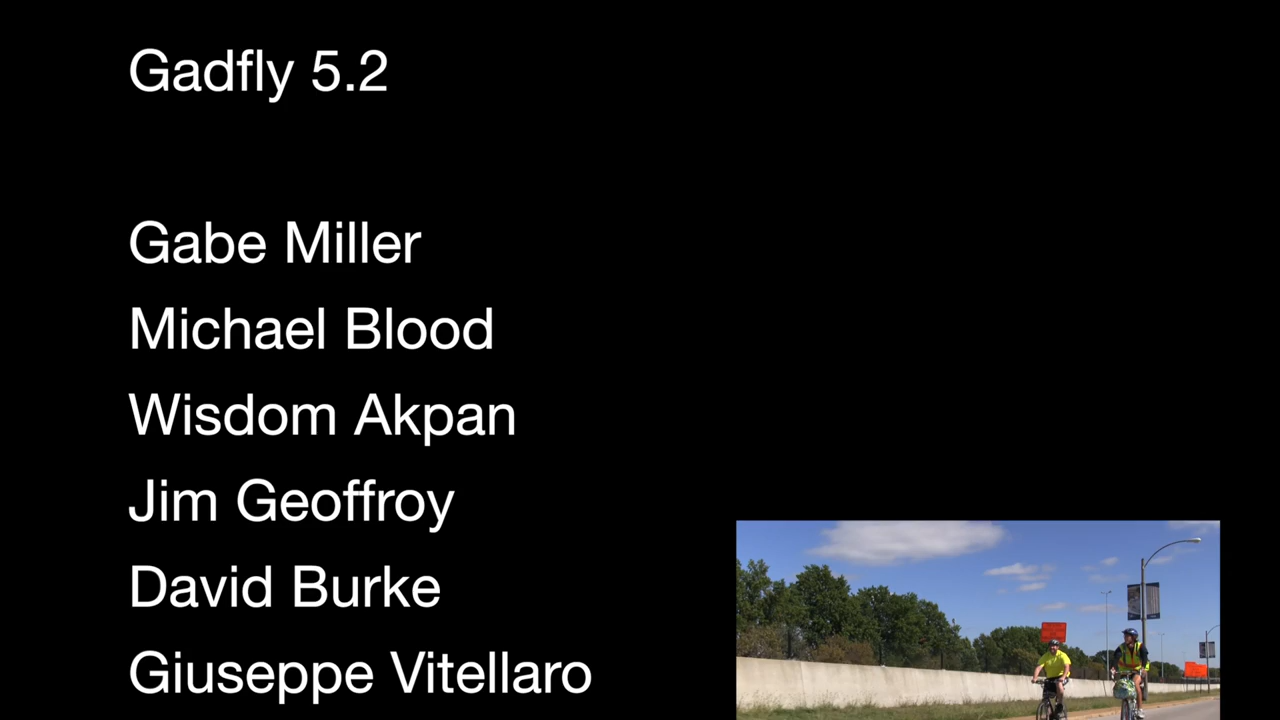 Gadfly 5.2
Gabe Miller
Michael Blood
Wisdom Akpan
Jim Geoffroy
David Burke
Giuseppe Vitellaro